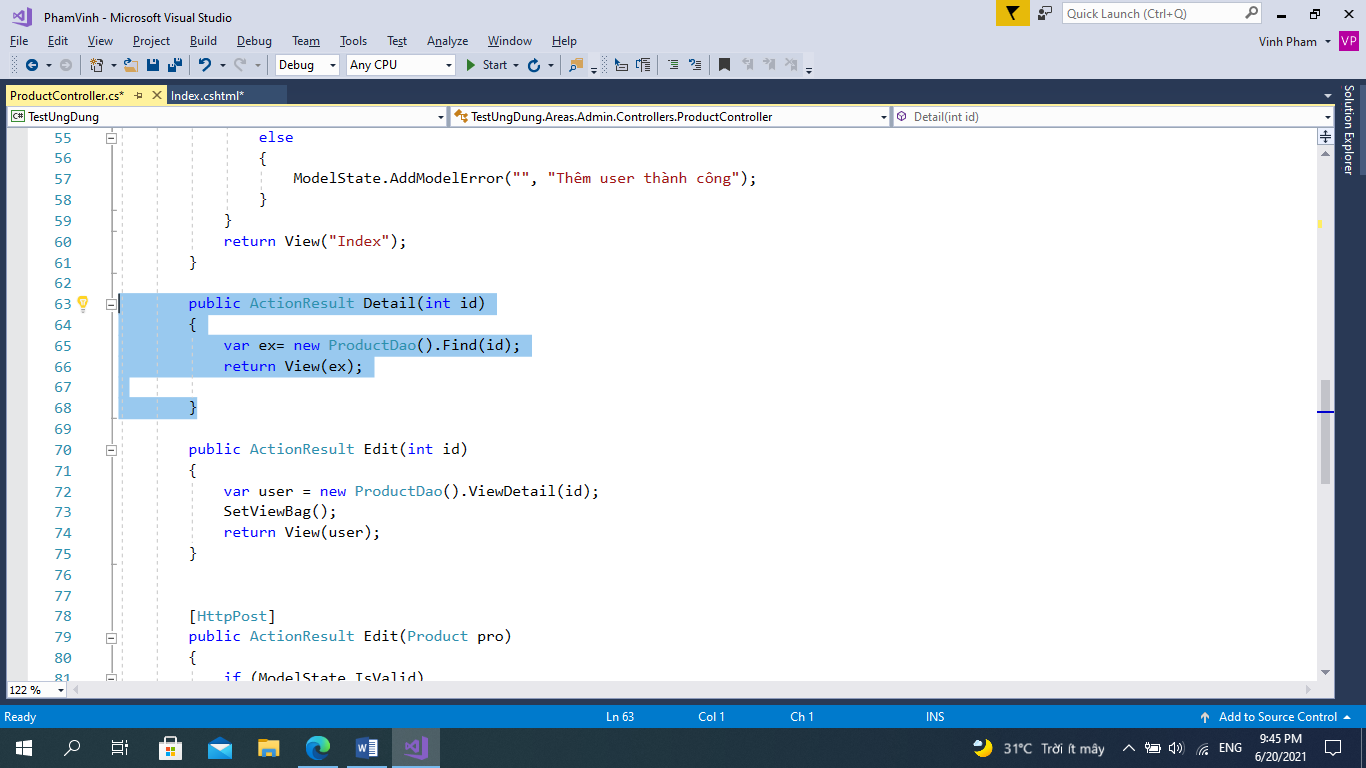 PhamVinh - Microsoft Visual Studio
Quick Launch (Ctrl+Q)
File Edit View Project Build Debug Team Tools Test Analyze Window Help
Vinh Pham VP
Debug Any CPU Start
ProductController.cs* Index.cshtml*
C# TestUngDung TestUngDung.Areas.Admin.Controllers.ProductController Detail(int id)
Solution Explorer
55 else
56 {
57 ModelState.AddModelError("", "Thêm user thành công");
58 }
59 }
60 return View("Index");
61 }
62
63 public ActionResult Detail(int id)
64 {
65 var ex= new ProductDao().Find(id);
66 return View(ex);
67
68 }
69
70 public ActionResult Edit(int id)
71 {
72 var user = new ProductDao().ViewDetail(id);
73 SetViewBag();
74 return View(user);
75 }
76
77
78 [HttpPost]
79 public ActionResult Edit(Product pro)
80 {
81 if (ModelState.IsValid)
122 %
Ready Ln 63 Col 1 Ch 1 INS Add to Source Control
31°C Trời ít mây ENG 9:45 PM
6/20/2021